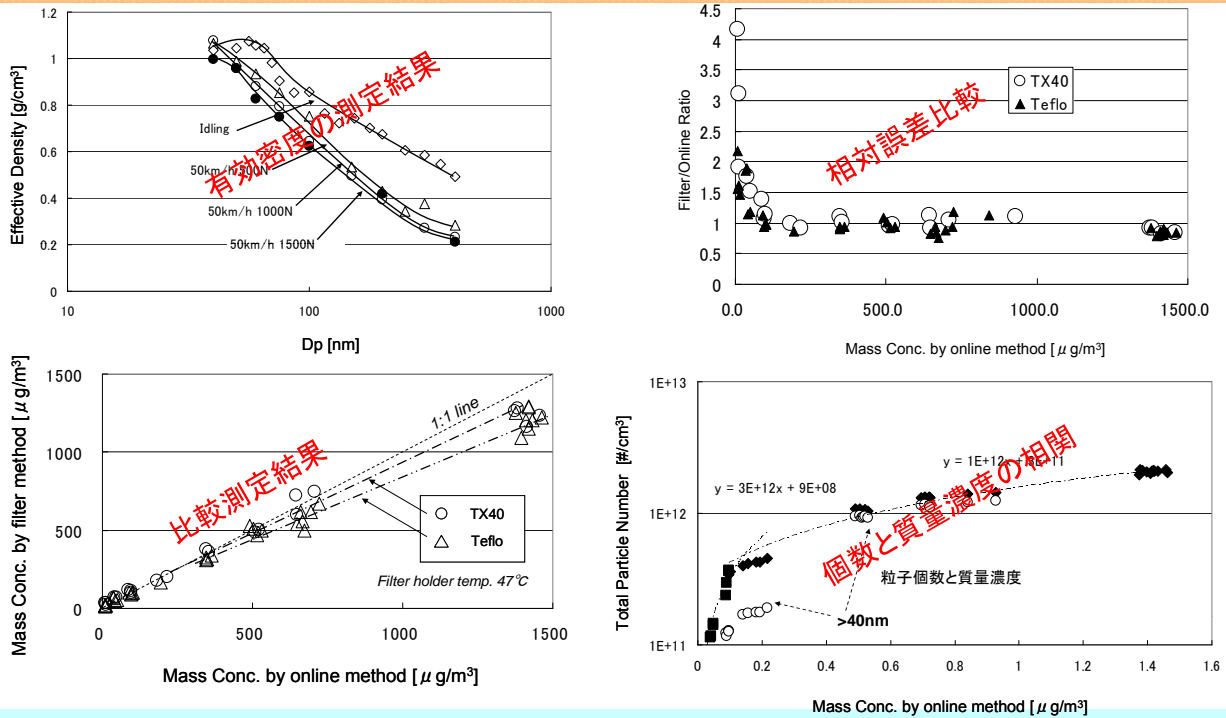 1.2
1
0.8
0.6
0.4
0.2
0
10
100
1000
Effective Density [g/cm³]
Dp [nm]
Idling
50km/h 500N
50km/h 1000N
50km/h 1500N
有効密度の測定結果
4.5
4
3.5
3
2.5
2
1.5
1
0.5
0
0.0
500.0
1000.0
1500.0
Filter/Online Ratio
Mass Conc. by online method [ μ g/m³]
TX40
Teflo
相対誤差比較
1500
1000
500
0
0
500
1000
1500
Mass Conc. by filter method [ μ g/m³]
Mass Conc. by online method [ μ g/m³]
1:1 line
TX40
Teflo
Filter holder temp. 47℃
比較測定結果
1E+13
1E+12
1E+11
0
0.2
0.4
0.6
0.8
1
1.2
1.4
1.6
Total Particle Number [#/cm³]
Mass Conc. by online method [ μ g/m³]
y = 3E+12x + 9E+08
y = 1E+12
3E+11
粒子個数と質量濃度
>40nm
個数と質量濃度の相関